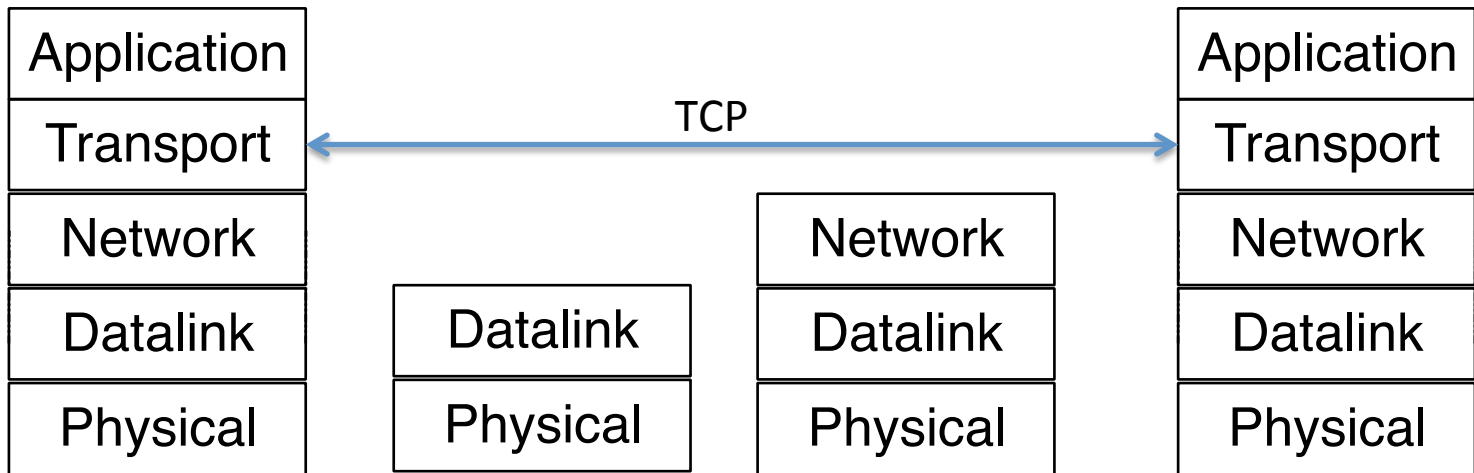 Application
Transport
Network
Datalink
Physical
TCP
Datalink
Physical
Network
Datalink
Physical
Application
Transport
Network
Datalink
Physical